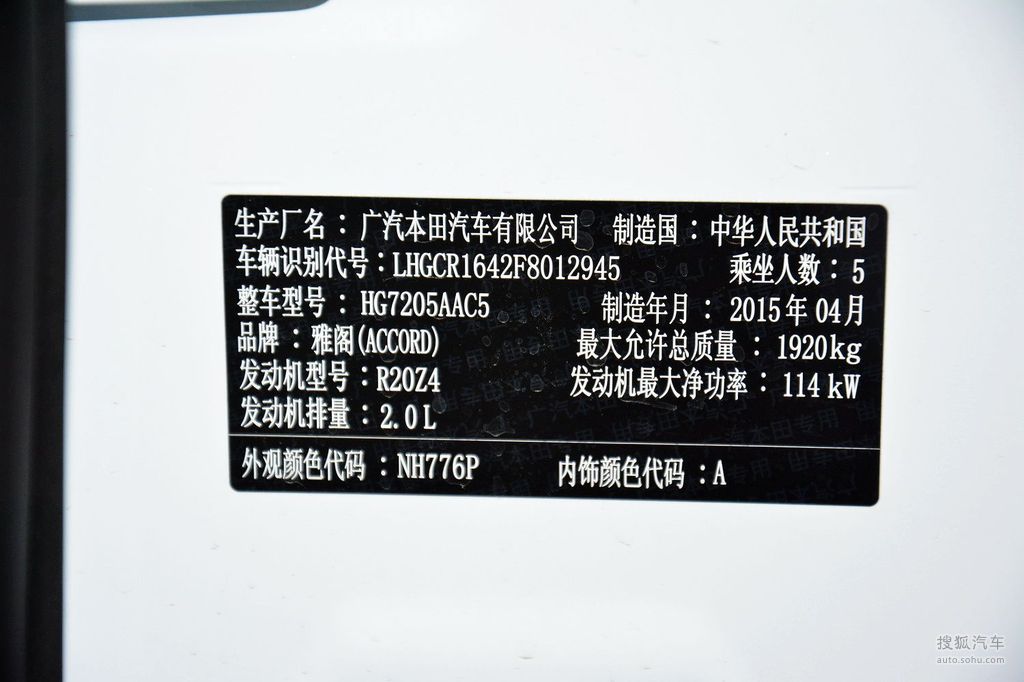 生产厂名：广汽本田汽车有限公司 制造国：中华人民共和国
车辆识别代号：LHGCR1642F8012945 乘坐人数：5
整车型号：HG7205AAC5 制造年月：2015年04月
品牌：雅阁(ACCORD) 最大允许总质量：1920kg
发动机型号：R20Z4 发动机最大净功率：114kW
发动机排量：2.0L
外观颜色代码：NH776P 内饰颜色代码：A
搜狐汽车
auto.sohu.com